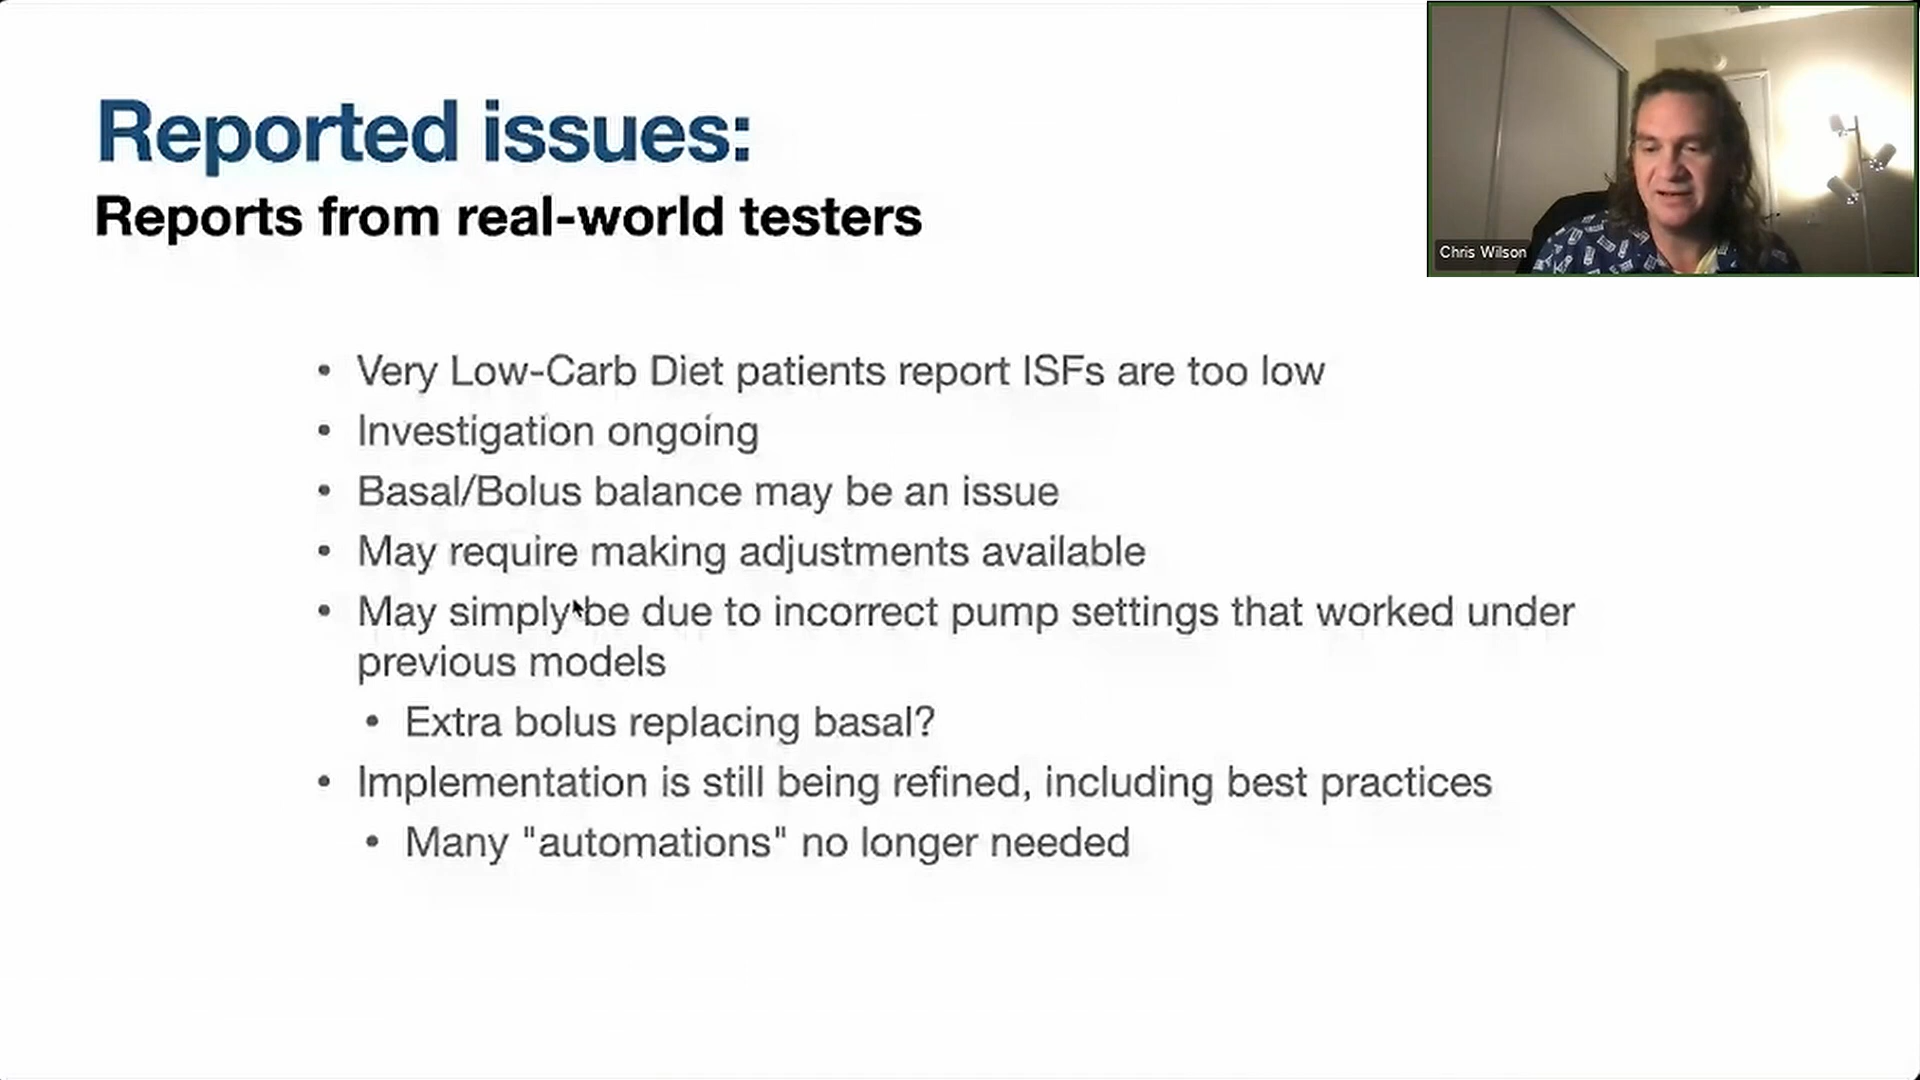 Reported issues:
Reports from real-world testers
Chris Wilson
• Very Low-Carb Diet patients report ISFs are too low
• Investigation ongoing
• Basal/Bolus balance may be an issue
• May require making adjustments available
• May simply be due to incorrect pump settings that worked under
previous models
• Extra bolus replacing basal?
• Implementation is still being refined, including best practices
• Many "automations" no longer needed